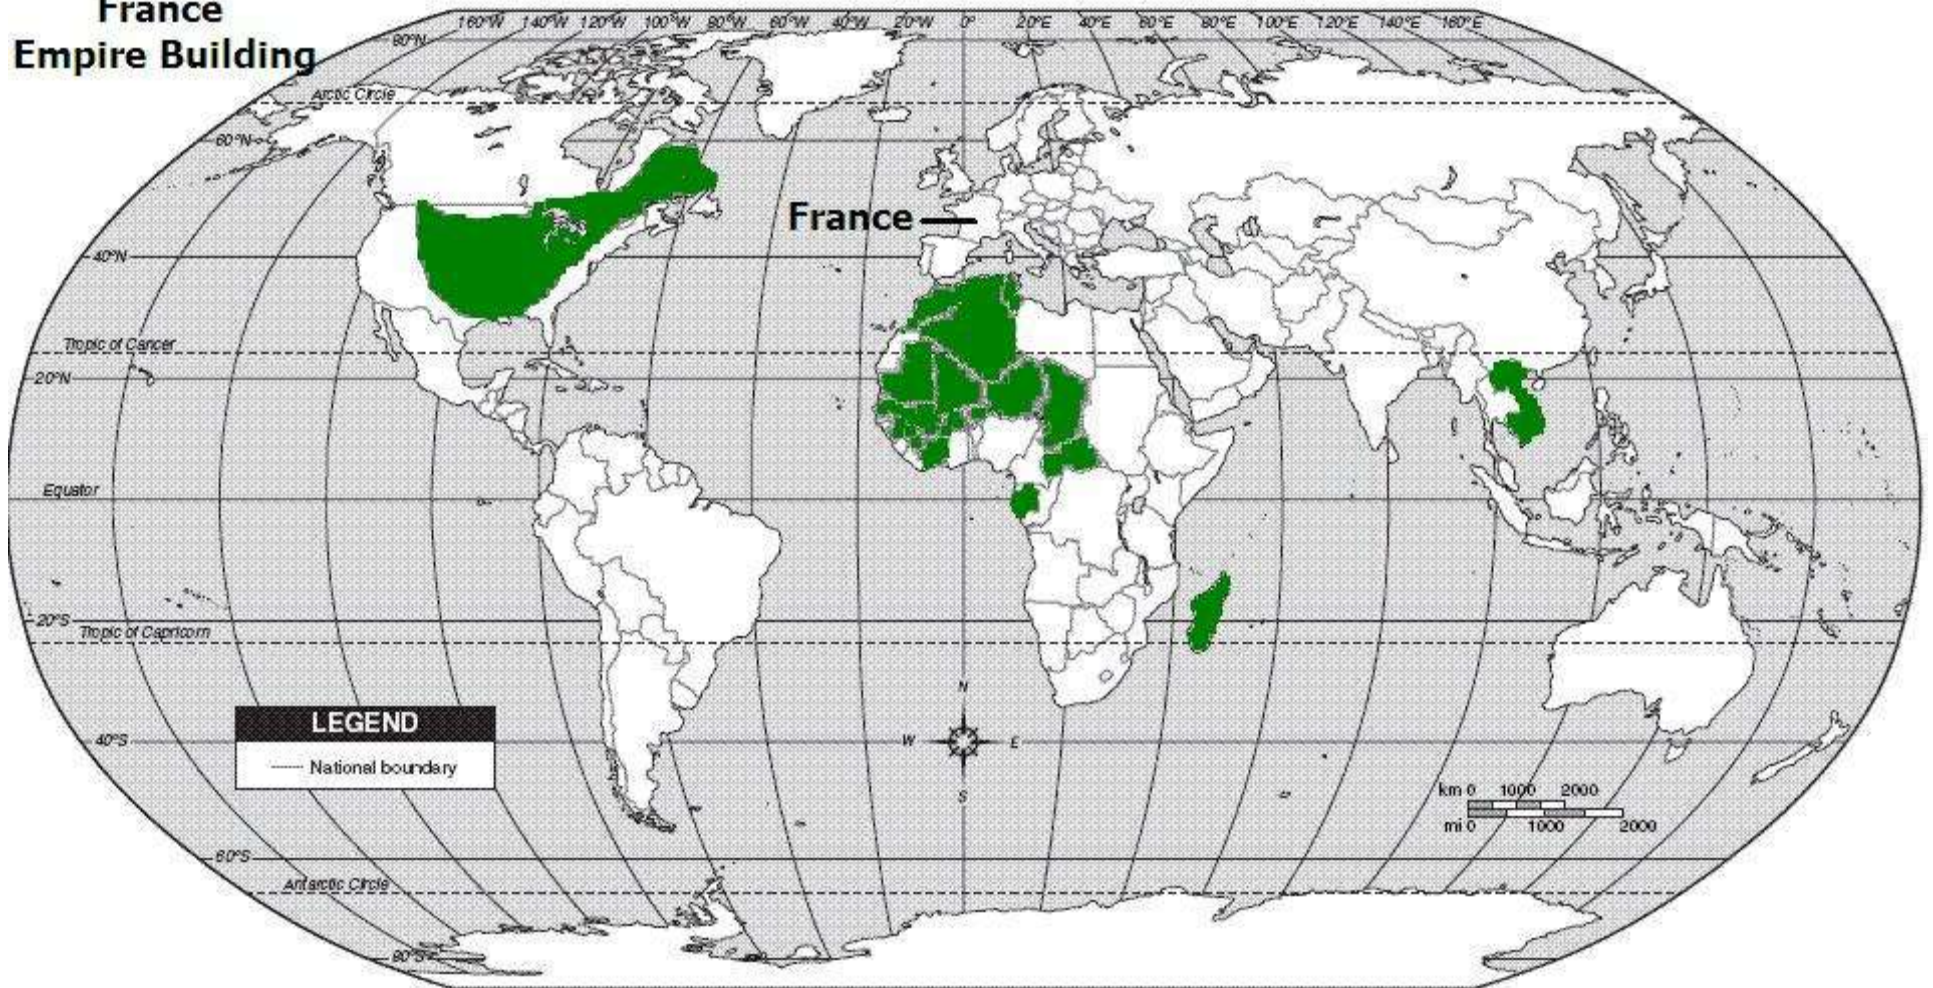 France
Empire Building
160°W 140°W 120°W 100°W 80°W 60°W 40°W 20°W 0° 20°E 40°E 60°E 80°E 100°E 120°E 140°E 160°E
80°N
Arctic Circle
60°N
France
40°N
Tropic of Cancer
20°N
Equator
20°S
Tropic of Capricorn
N
W E
S
LEGEND
National boundary
40°S
km 0 1000 2000
mi 0 1000 2000
60°S
Antarctic Circle
80°S